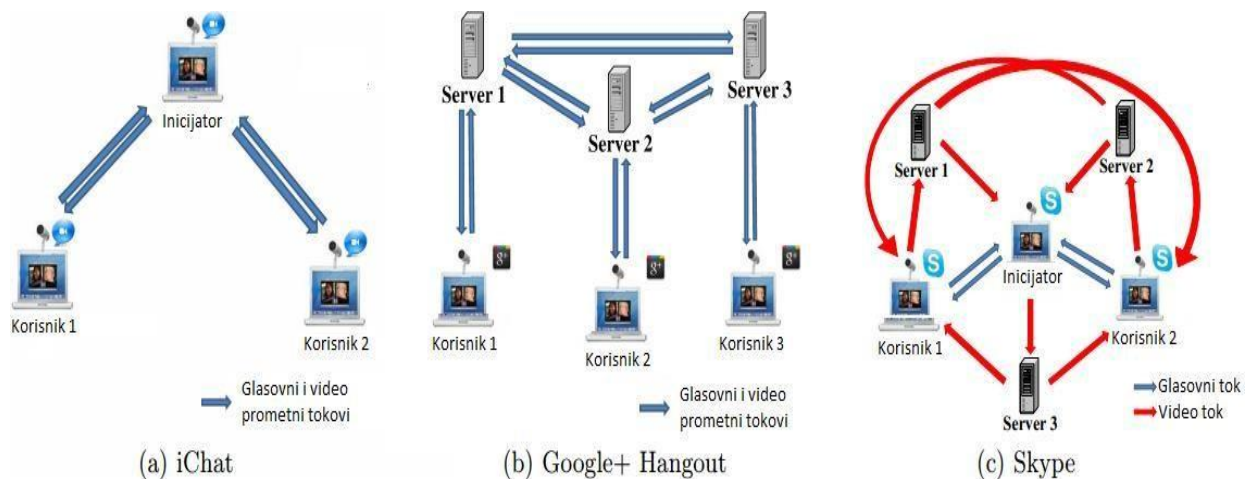 Inicijator
Korisnik 1
Korisnik 2
Glasovni i video
prometni tokovi
(a) iChat
Server 1
Server 3
Server 2
g+
g+
g+
Korisnik 1
Korisnik 2
Korisnik 3
Glasovni i video
prometni tokovi
(b) Google+ Hangout
Server 1
Server 2
S
Inicijator
S
S
Korisnik 1
Korisnik 2
Server 3
Glasovni tok
Video tok
(c) Skype